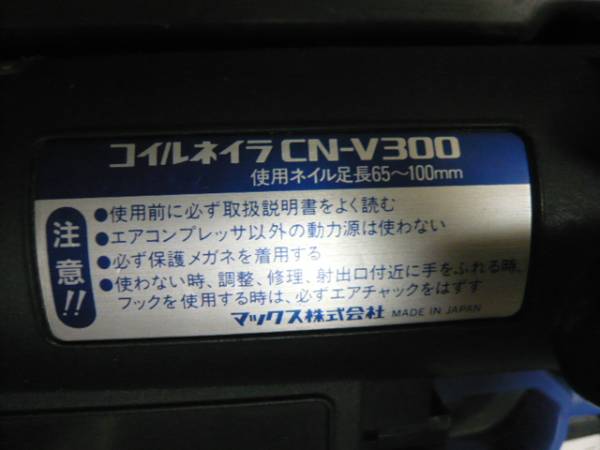 コイルネイラ CN-V300
使用ネイル足長65～100mm
注意!!
●使用前に必ず取扱説明書をよく読む
●エアコンプレッサ以外の動力源は使わない
●必ず保護メガネを着用する
●使わない時、調整、修理、射出口付近に手をふれる時、
フックを使用する時は、必ずエアチャックをはずす
マックス株式会社 MADE IN JAPAN